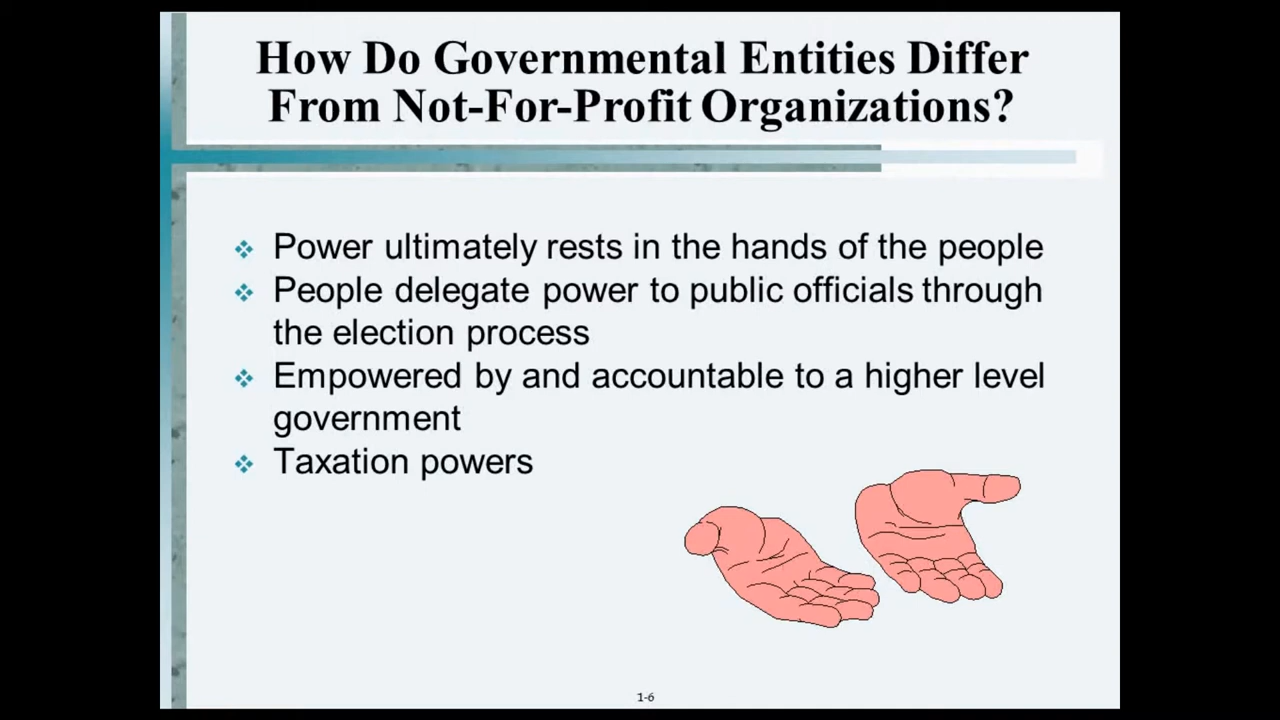 How Do Governmental Entities Differ
From Not-For-Profit Organizations?
Power ultimately rests in the hands of the people
People delegate power to public officials through
the election process
Empowered by and accountable to a higher level
government
Taxation powers
1-6